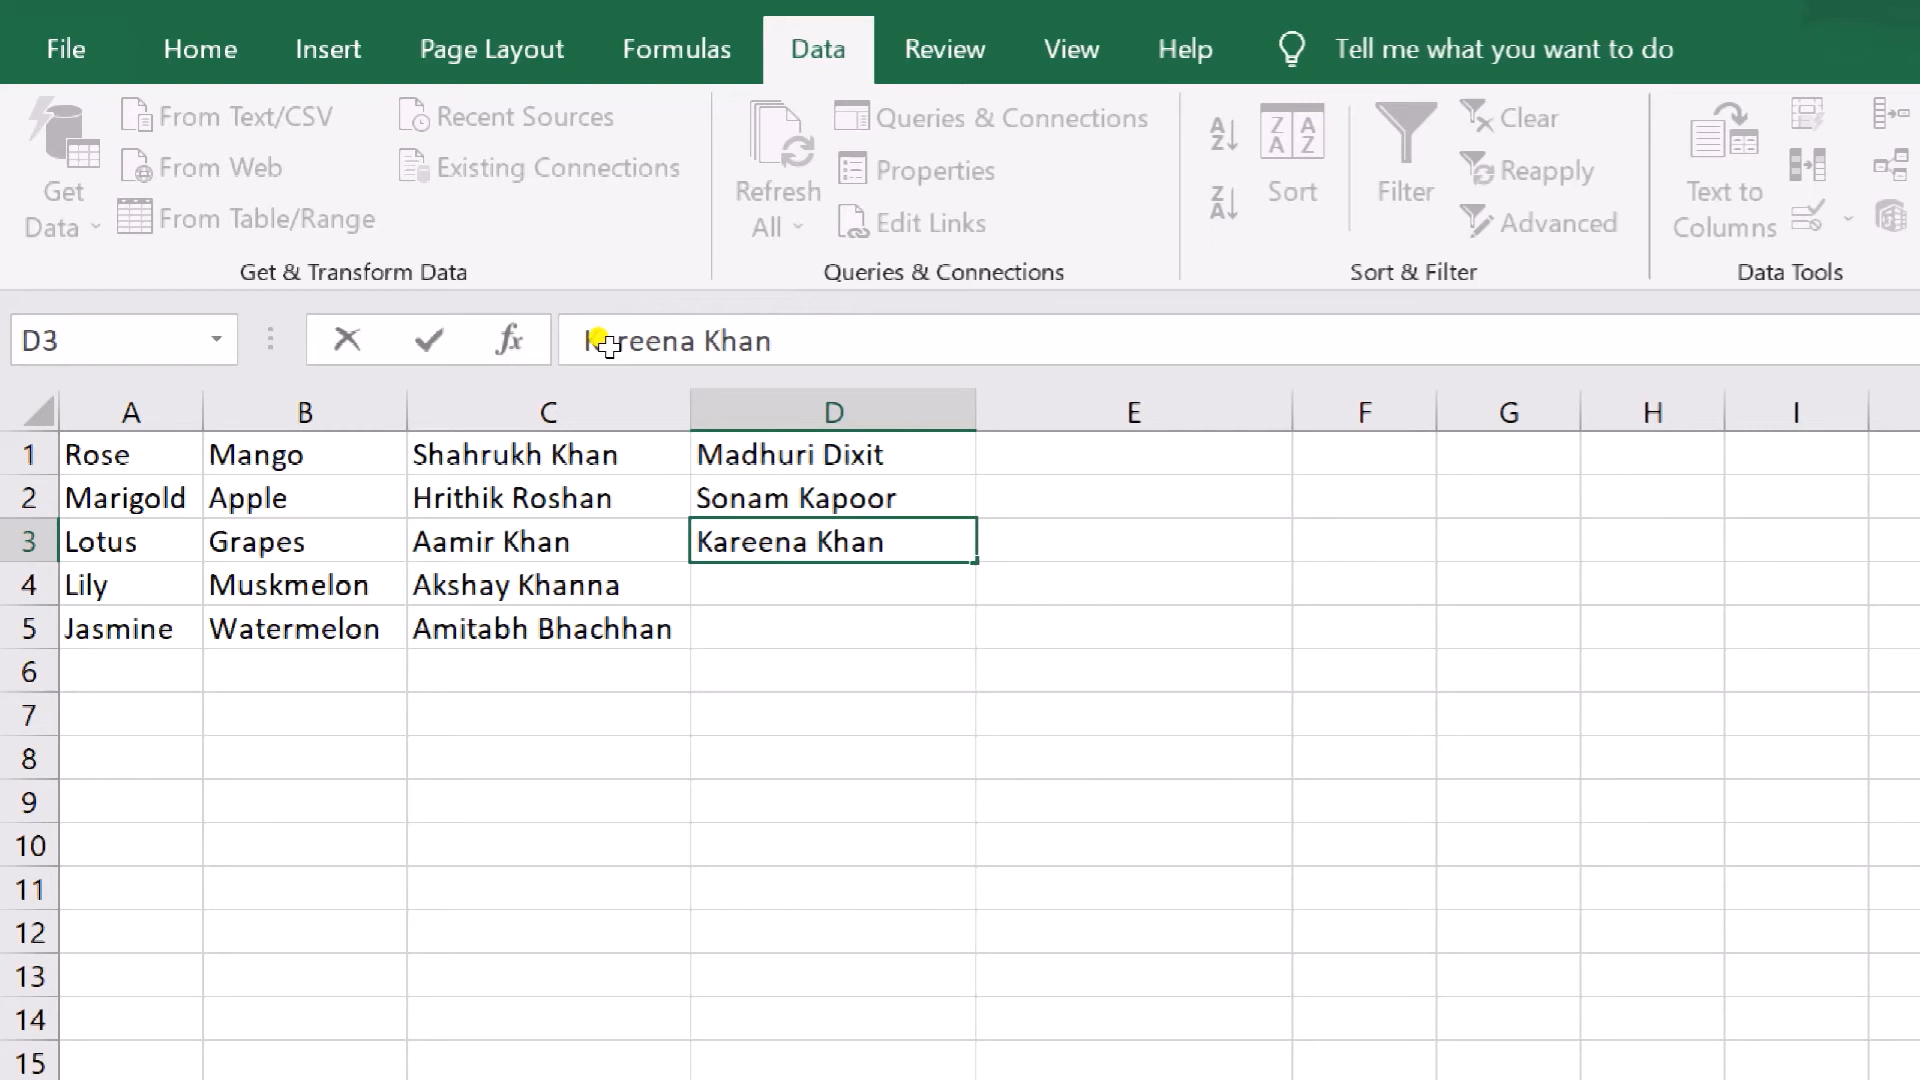 File Home Insert Page Layout Formulas Data Review View Help Tell me what you want to do
Get Data
From Text/CSV
From Web
From Table/Range
Recent Sources
Existing Connections
Get & Transform Data
Refresh All
Queries & Connections
Properties
Edit Links
Queries & Connections
Sort
Filter
Clear
Reapply
Advanced
Sort & Filter
Text to Columns
Data Tools
D3 fx Kareena Khan
A B C D E F G H I
1 Rose Mango Shahrukh Khan Madhuri Dixit
2 Marigold Apple Hrithik Roshan Sonam Kapoor
3 Lotus Grapes Aamir Khan Kareena Khan
4 Lily Muskmelon Akshay Khanna
5 Jasmine Watermelon Amitabh Bhachhan
6
7
8
9
10
11
12
13
14
15